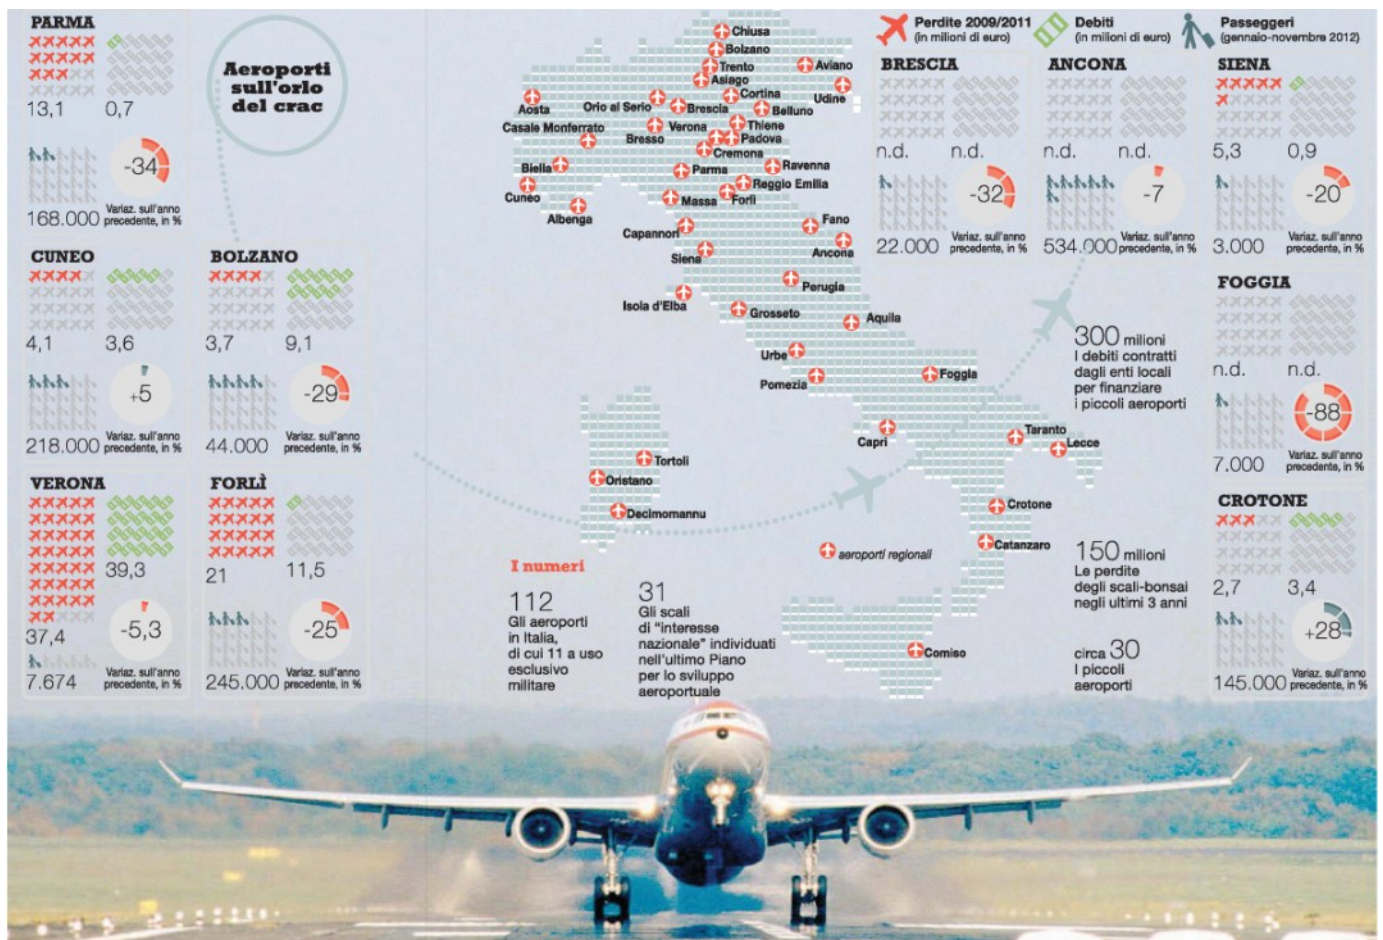 Aeroporti
sull'orlo
del crac
Perdite 2009/2011
(in milioni di euro)
Debiti
(in milioni di euro)
Passeggeri
(gennaio-novembre 2012)
PARMA
13,1
0,7
-34
168.000
Variaz. sull'anno
precedente, in %
CUNEO
4,1
3,6
+5
218.000
Variaz. sull'anno
precedente, in %
BOLZANO
3,7
9,1
-29
44.000
Variaz. sull'anno
precedente, in %
VERONA
39,3
37,4
-5,3
7.674
Variaz. sull'anno
precedente, in %
FORLÌ
21
11,5
-25
245.000
Variaz. sull'anno
precedente, in %
Chiusa
Bolzano
Trento
Aviano
Asiago
Cortina
Udine
Aosta
Orio al Serio
Brescia
Belluno
Casale Monferrato
Bresso
Verona
Thiene
Padova
Cremona
Biella
Parma
Ravenna
Cuneo
Reggio Emilia
Massa
Forlì
Albenga
Capannori
Fano
Siena
Ancona
Perugia
Isola d'Elba
Grosseto
Aquila
Urbe
Pomezia
Foggia
Capri
Taranto
Lecce
Tortoli
Oristano
Decimomannu
Crotone
Catanzaro
aeroporti regionali
Comiso
BRESCIA
n.d.
n.d.
-32
22.000
Variaz. sull'anno
precedente, in %
ANCONA
n.d.
n.d.
-7
534.000
Variaz. sull'anno
precedente, in %
SIENA
5,3
0,9
-20
3.000
Variaz. sull'anno
precedente, in %
FOGGIA
n.d.
n.d.
-88
7.000
Variaz. sull'anno
precedente, in %
CROTONE
2,7
3,4
+28
145.000
Variaz. sull'anno
precedente, in %
300 milioni
I debiti contratti
dagli enti locali
per finanziare
i piccoli aeroporti
150 milioni
Le perdite
degli scali-bonsai
negli ultimi 3 anni
circa 30
I piccoli
aeroporti
I numeri
112
Gli aeroporti
in Italia,
di cui 11 a uso
esclusivo
militare
31
Gli scali
di "interesse
nazionale" individuati
nell'ultimo Piano
per lo sviluppo
aeroportuale